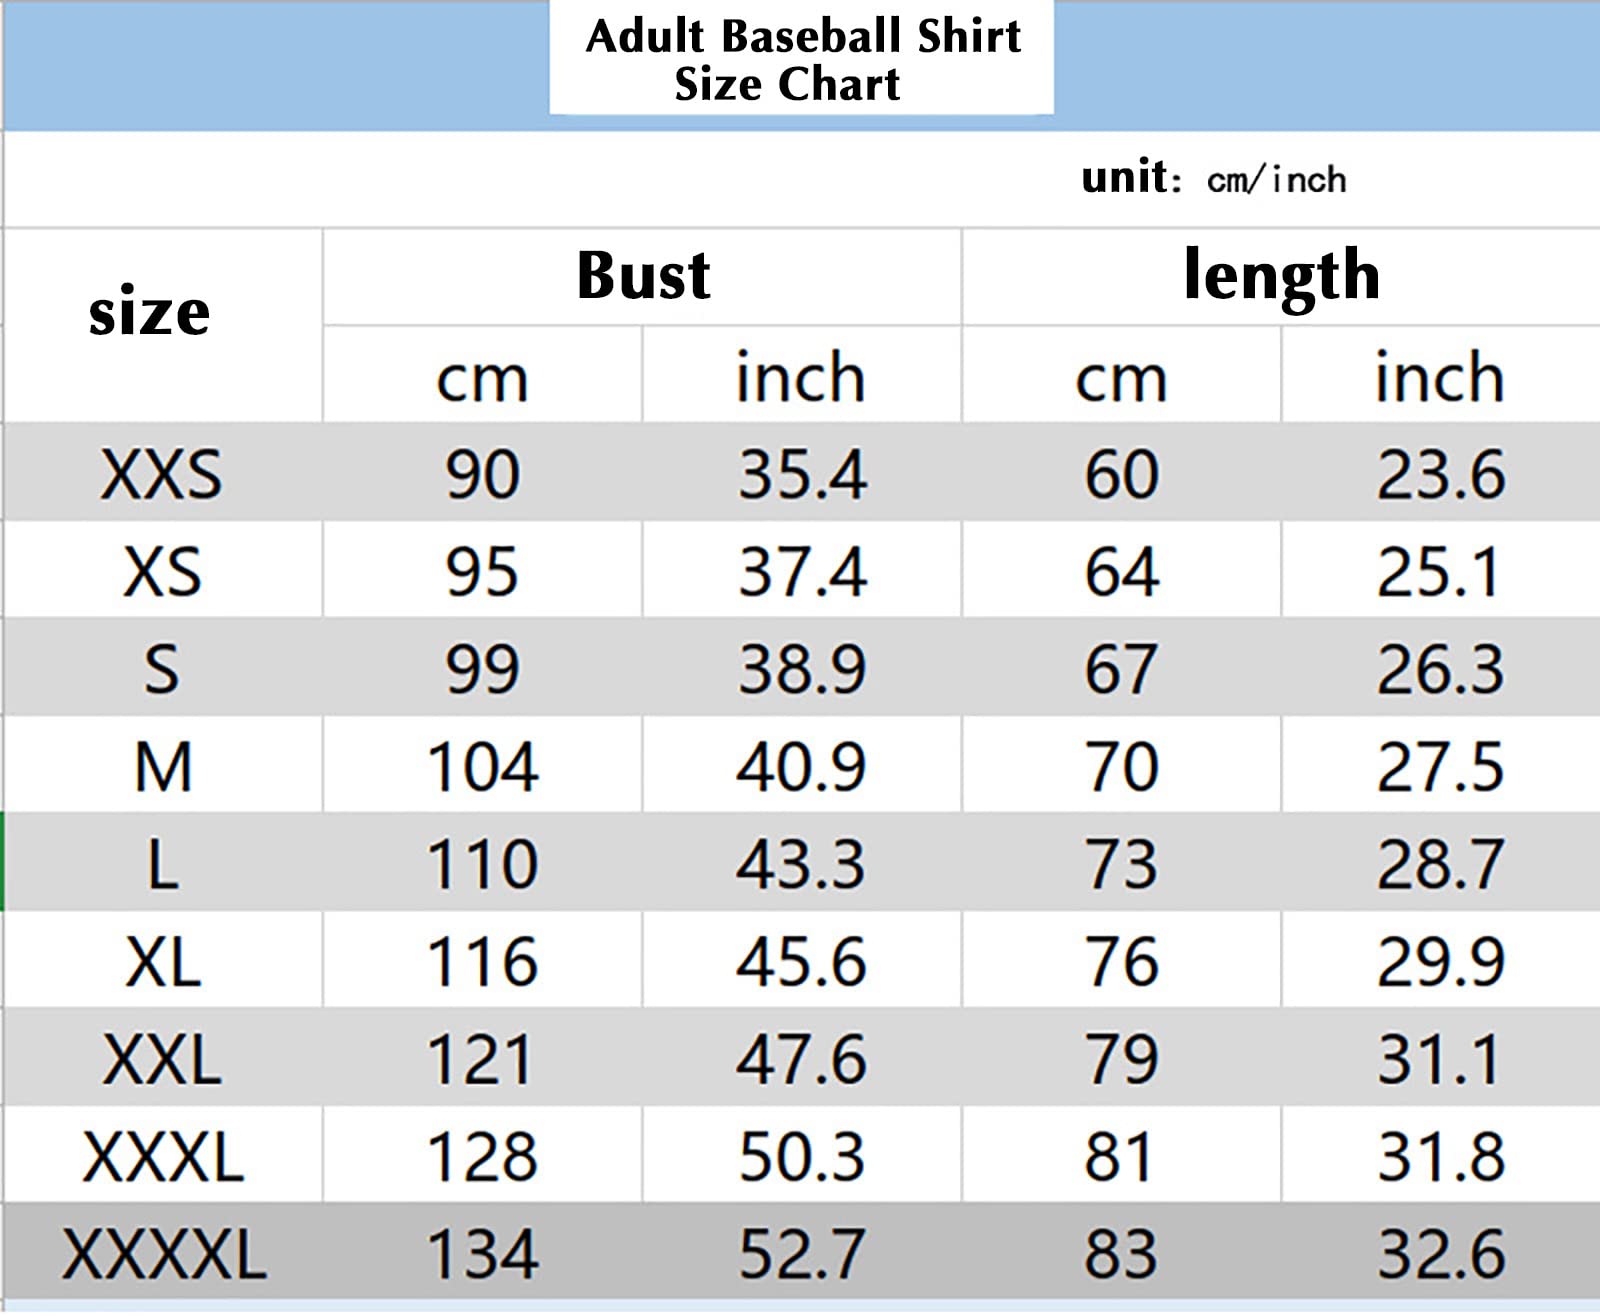 Adult Baseball Shirt
Size Chart
unit: cm/inch
size Bust length
cm inch cm inch
XXS 90 35.4 60 23.6
XS 95 37.4 64 25.1
S 99 38.9 67 26.3
M 104 40.9 70 27.5
L 110 43.3 73 28.7
XL 116 45.6 76 29.9
XXL 121 47.6 79 31.1
XXXL 128 50.3 81 31.8
XXXXL 134 52.7 83 32.6